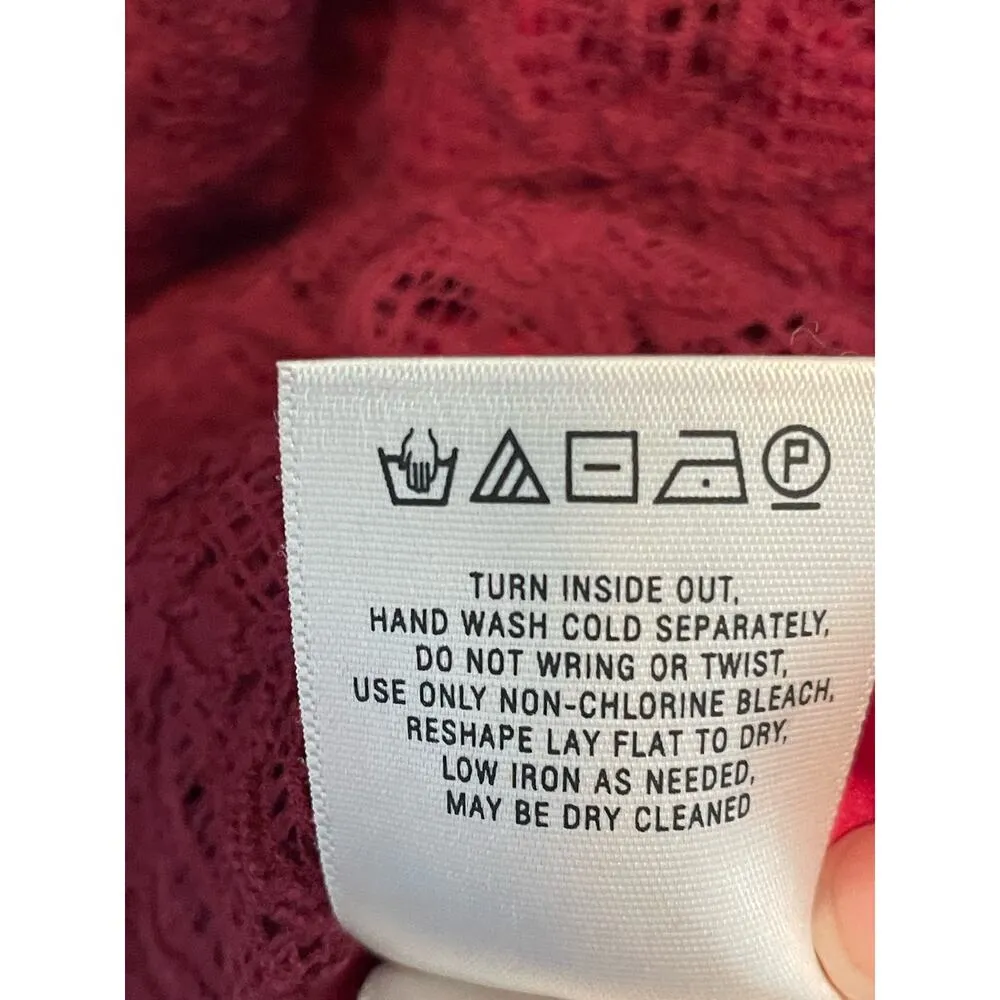 P
TURN INSIDE OUT,
HAND WASH COLD SEPARATELY,
DO NOT WRING OR TWIST,
USE ONLY NON-CHLORINE BLEACH,
RESHAPE LAY FLAT TO DRY,
LOW IRON AS NEEDED,
MAY BE DRY CLEANED